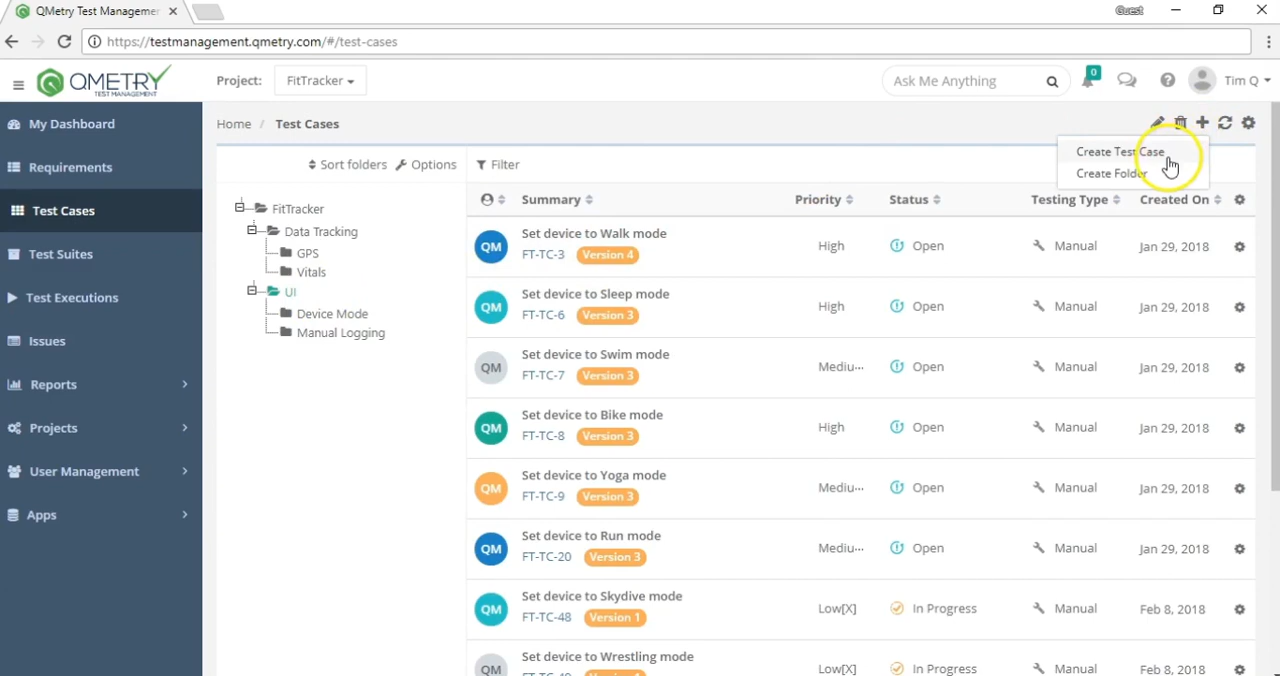 QMetry Test Managemen
Guest
https://testmanagement.qmetry.com/#/test-cases
QMETRY
TEST MANAGEMENT
Project: FitTracker
Ask Me Anything
0
Tim Q
My Dashboard
Requirements
Test Cases
Test Suites
Test Executions
Issues
Reports
Projects
User Management
Apps
Home / Test Cases
Create Test Case
Create Folder
Sort folders Options
FitTracker
Data Tracking
GPS
Vitals
UI
Device Mode
Manual Logging
Filter
Summary Priority Status Testing Type Created On
QM Set device to Walk mode High Open Manual Jan 29, 2018
FT-TC-3 Version 4
QM Set device to Sleep mode High Open Manual Jan 29, 2018
FT-TC-6 Version 3
QM Set device to Swim mode Mediu... Open Manual Jan 29, 2018
FT-TC-7 Version 3
QM Set device to Bike mode High Open Manual Jan 29, 2018
FT-TC-8 Version 3
QM Set device to Yoga mode Mediu... Open Manual Jan 29, 2018
FT-TC-9 Version 3
QM Set device to Run mode Mediu... Open Manual Jan 29, 2018
FT-TC-20 Version 3
QM Set device to Skydive mode Low[X] In Progress Manual Feb 8, 2018
FT-TC-48 Version 1
QM Set device to Wrestling mode Low[X] In Progress Manual Feb 8, 2018